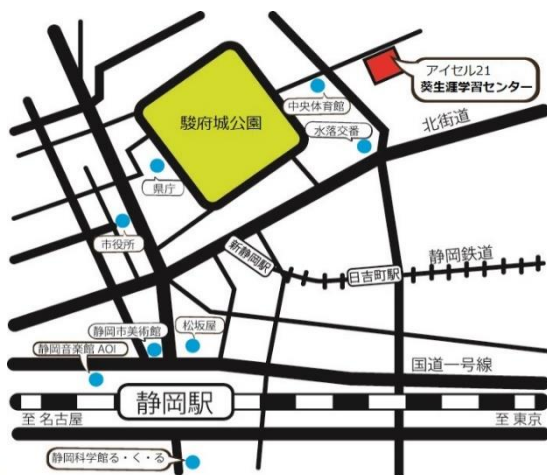 アイセル21
葵生涯学習センター
中央体育館
駿府城公園
水落交番
北街道
県庁
市役所
新静岡駅
日吉町駅
静岡鉄道
静岡市美術館
松坂屋
静岡音楽館 AOI
国道一号線
静岡駅
至 名古屋
至 東京
静岡科学館る・く・る